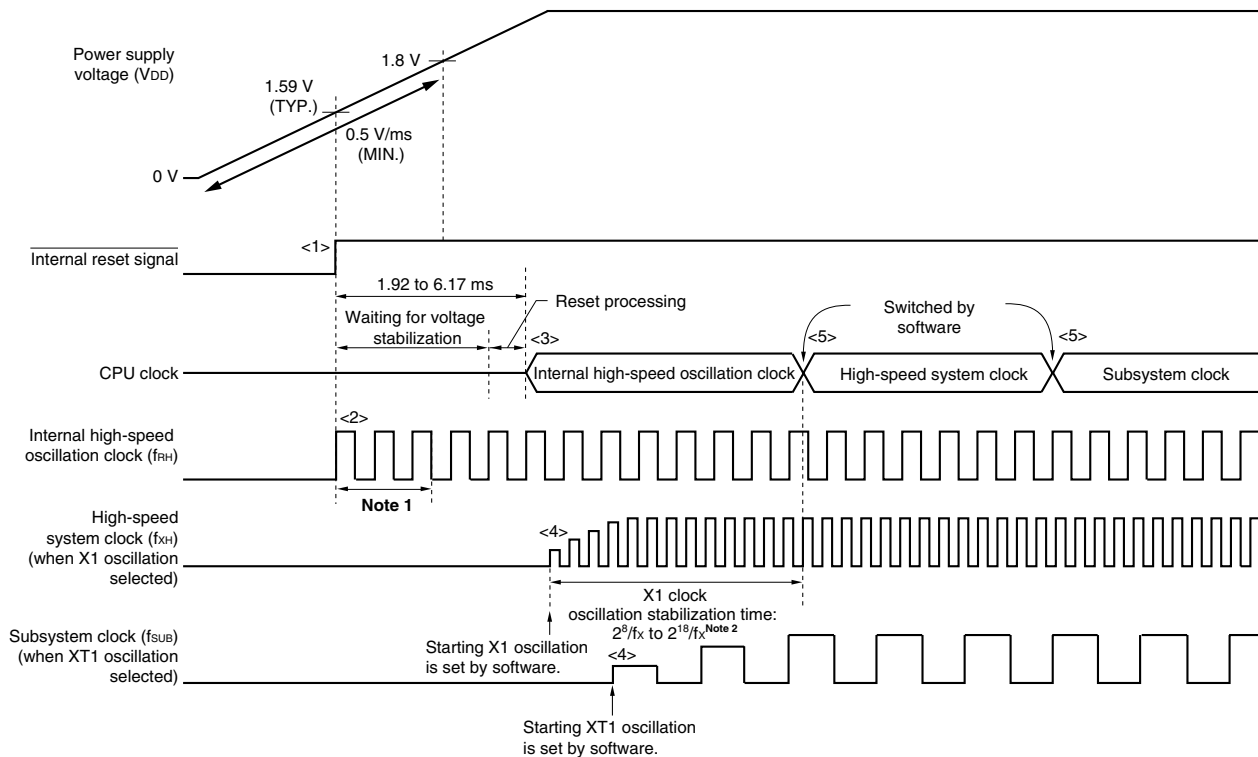 Power supply
voltage (VDD)
1.8 V
1.59 V
(TYP.)
0.5 V/ms
(MIN.)
0 V
Internal reset signal
<1>
1.92 to 6.17 ms
Reset processing
Waiting for voltage
stabilization
Switched by
software
<3>
<5>
<5>
CPU clock
Internal high-speed oscillation clock
High-speed system clock
Subsystem clock
<2>
Internal high-speed
oscillation clock (fRH)
Note 1
High-speed
system clock (fXH)
(when X1 oscillation
selected)
<4>
X1 clock
oscillation stabilization time:
2^8/fX to 2^18/fX Note 2
Starting X1 oscillation
is set by software.
Subsystem clock (fSUB)
(when XT1 oscillation
selected)
<4>
Starting XT1 oscillation
is set by software.